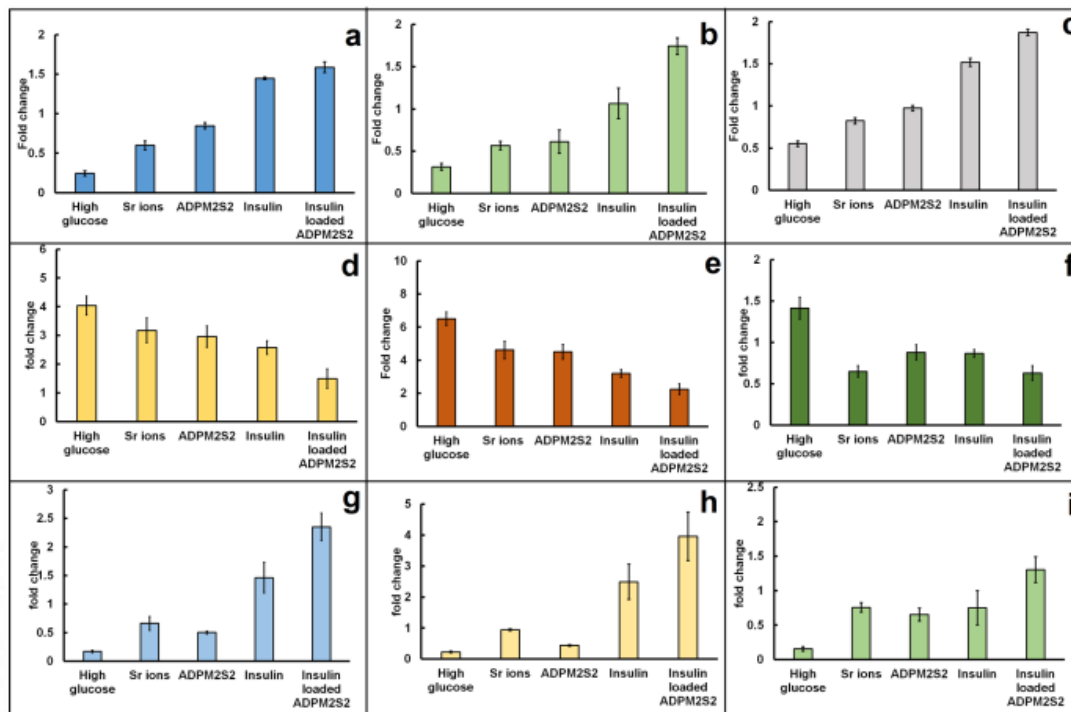 a
Fold change
2
1.5
1
0.5
0
High
glucose
Sr ions
ADPM2S2
Insulin
Insulin
loaded
ADPM2S2
b
Fold change
2
1.5
1
0.5
0
High
glucose
Sr ions
ADPM2S2
Insulin
Insulin
loaded
ADPM2S2
c
Fold change
2
1.5
1
0.5
0
High
glucose
Sr ions
ADPM2S2
Insulin
Insulin
loaded
ADPM2S2
d
fold change
6
5
4
3
2
1
0
High
glucose
Sr ions
ADPM2S2
Insulin
Insulin
loaded
ADPM2S2
e
Fold change
10
8
6
4
2
0
High
glucose
Sr ions
ADPM2S2
Insulin
Insulin
loaded
ADPM2S2
f
fold change
2
1.5
1
0.5
0
High
glucose
Sr ions
ADPM2S2
Insulin
Insulin
loaded
ADPM2S2
g
fold change
3
2.5
2
1.5
1
0.5
0
High
glucose
Sr ions
ADPM2S2
Insulin
Insulin
loaded
ADPM2S2
h
fold change
5
4
3
2
1
0
High
glucose
Sr ions
ADPM2S2
Insulin
Insulin
loaded
ADPM2S2
i
fold change
2.5
2
1.5
1
0.5
0
High
glucose
Sr ions
ADPM2S2
Insulin
Insulin
loaded
ADPM2S2